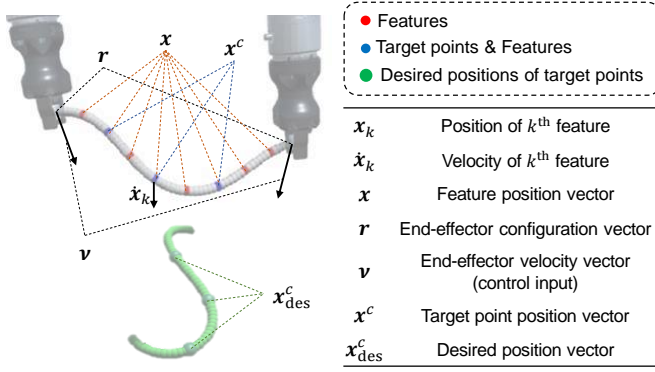 x
x^c
r
ẋ_k
ν
x^c_des
Features
Target points & Features
Desired positions of target points
x_k Position of k^th feature
ẋ_k Velocity of k^th feature
x Feature position vector
r End-effector configuration vector
ν End-effector velocity vector
(control input)
x^c Target point position vector
x^c_des Desired position vector